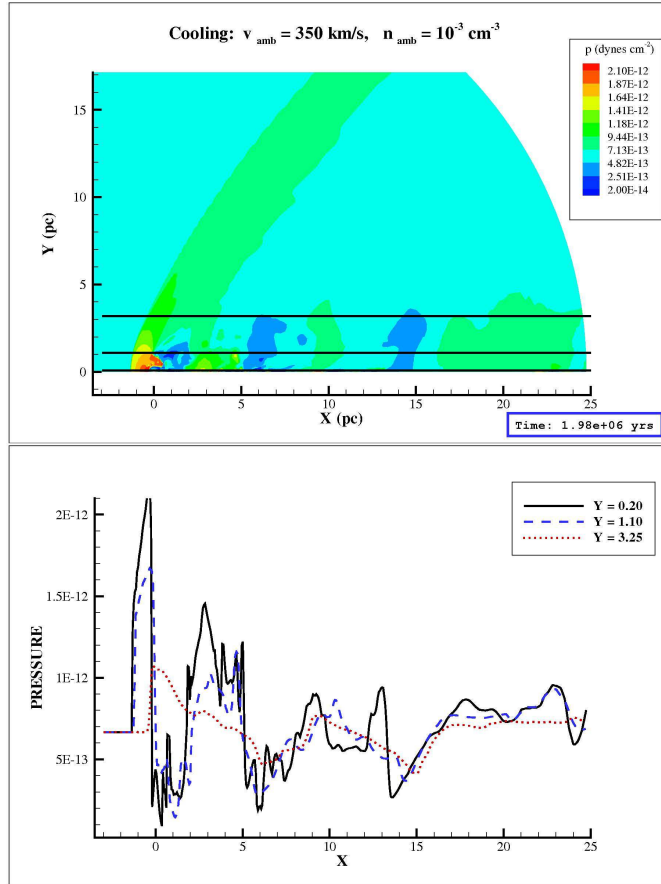 Cooling: v amb = 350 km/s, n amb = 10⁻³ cm⁻³
p (dynes cm⁻²)
2.10E-12
1.87E-12
1.64E-12
1.41E-12
1.18E-12
9.44E-13
7.13E-13
4.82E-13
2.51E-13
2.00E-14
15
10
5
0
Y (pc)
0 5 10 15 20 25
X (pc)
Time: 1.98e+06 yrs
Y = 0.20
Y = 1.10
Y = 3.25
2E-12
1.5E-12
1E-12
5E-13
PRESSURE
0 5 10 15 20 25
X